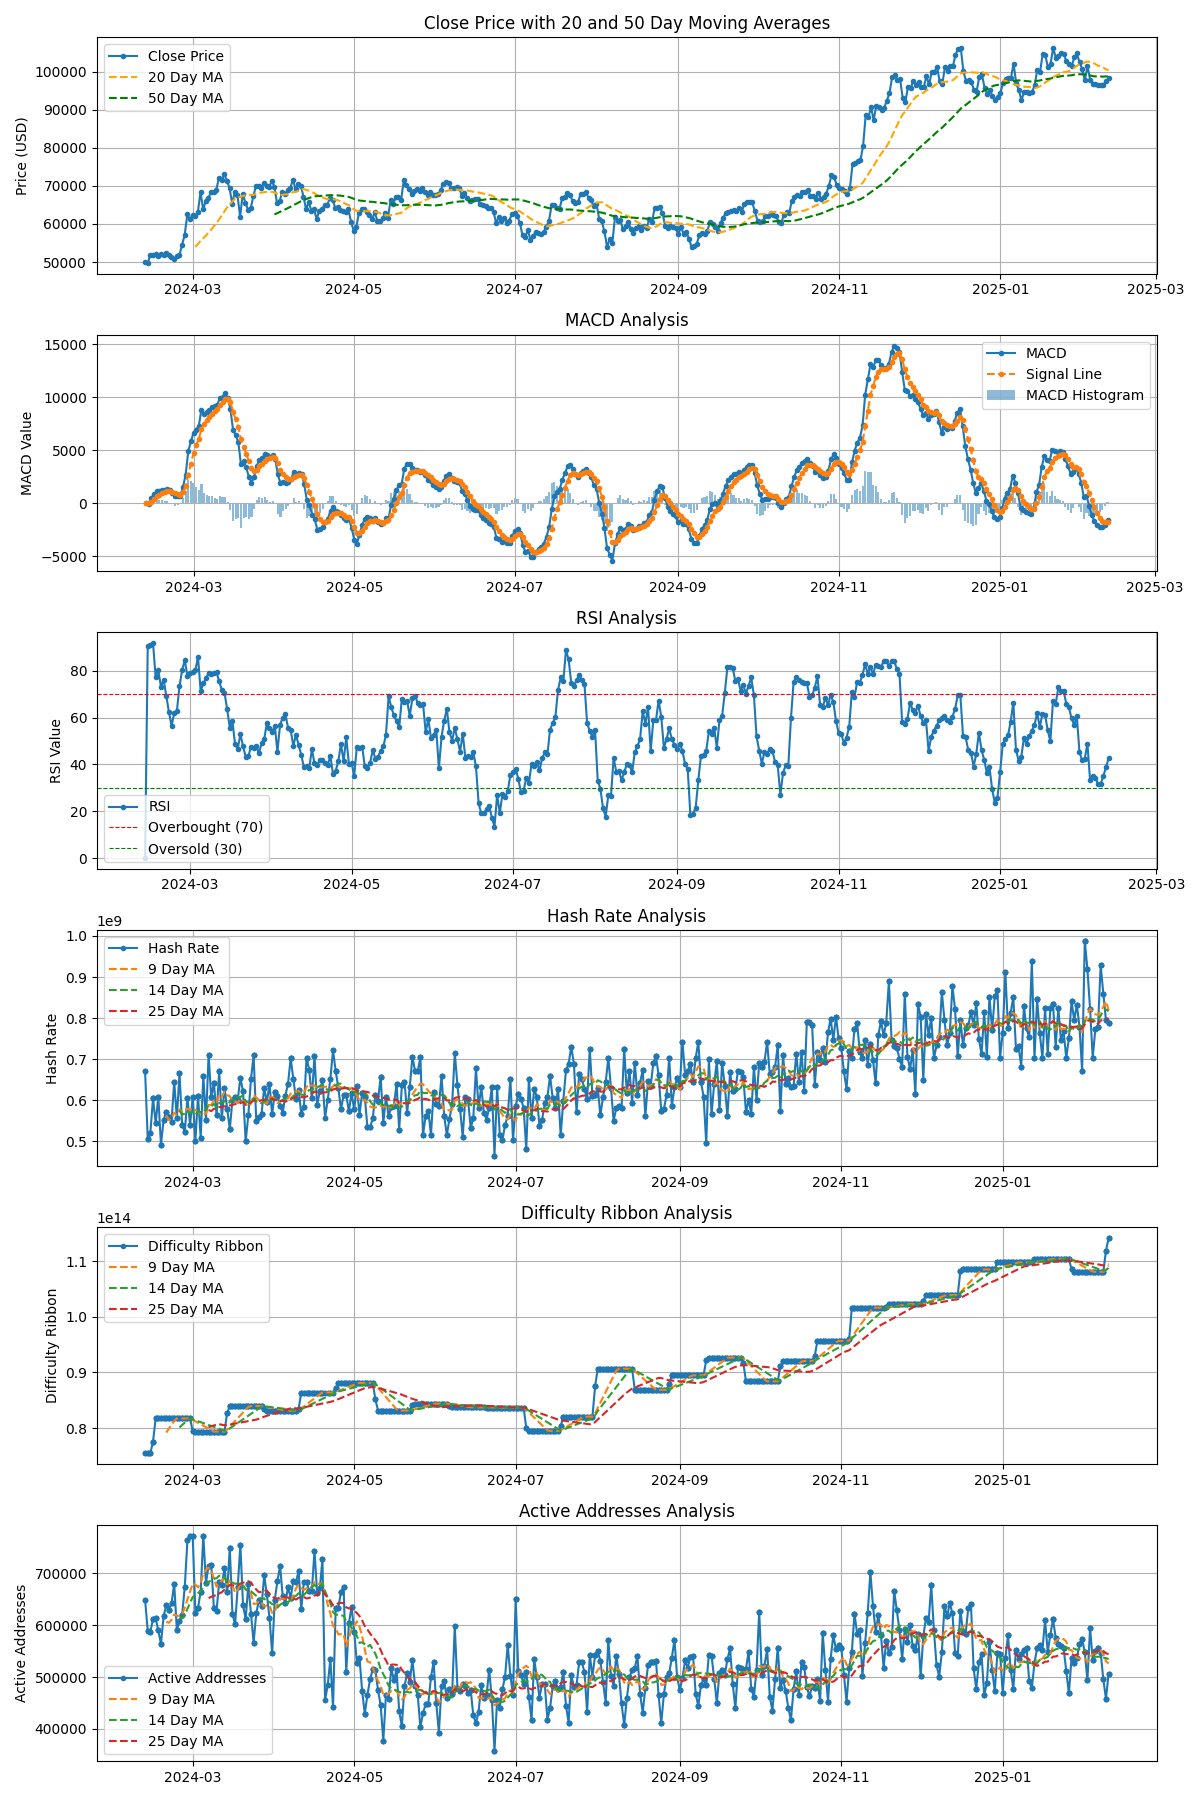 Close Price with 20 and 50 Day Moving Averages
Price (USD)
100000
90000
80000
70000
60000
50000
Close Price
20 Day MA
50 Day MA
2024-03 2024-05 2024-07 2024-09 2024-11 2025-01 2025-03
MACD Analysis
MACD Value
15000
10000
5000
0
−5000
MACD
Signal Line
MACD Histogram
2024-03 2024-05 2024-07 2024-09 2024-11 2025-01 2025-03
RSI Analysis
RSI Value
80
60
40
20
0
RSI
Overbought (70)
Oversold (30)
2024-03 2024-05 2024-07 2024-09 2024-11 2025-01 2025-03
Hash Rate Analysis
1e9
Hash Rate
1.0
0.9
0.8
0.7
0.6
0.5
Hash Rate
9 Day MA
14 Day MA
25 Day MA
2024-03 2024-05 2024-07 2024-09 2024-11 2025-01
Difficulty Ribbon Analysis
1e14
Difficulty Ribbon
1.1
1.0
0.9
0.8
Difficulty Ribbon
9 Day MA
14 Day MA
25 Day MA
2024-03 2024-05 2024-07 2024-09 2024-11 2025-01
Active Addresses Analysis
Active Addresses
700000
600000
500000
400000
Active Addresses
9 Day MA
14 Day MA
25 Day MA
2024-03 2024-05 2024-07 2024-09 2024-11 2025-01